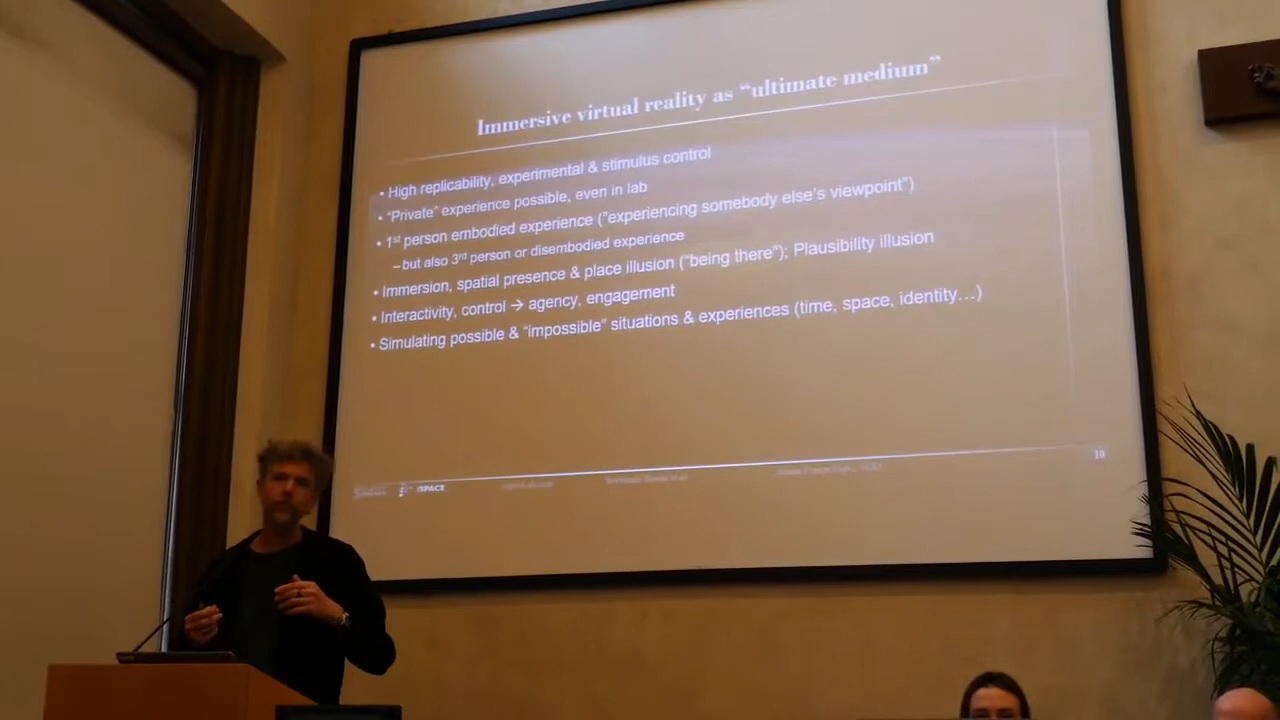 Immersive virtual reality as “ultimate medium”
• High replicability, experimental & stimulus control
• “Private” experience possible, even in lab
• 1st person embodied experience (“experiencing somebody else’s viewpoint”)
– but also 3rd person or disembodied experience
• Immersion, spatial presence & place illusion (“being there”); Plausibility illusion
• Interactivity, control → agency, engagement
• Simulating possible & “impossible” situations & experiences (time, space, identity…)
10
iSPACE